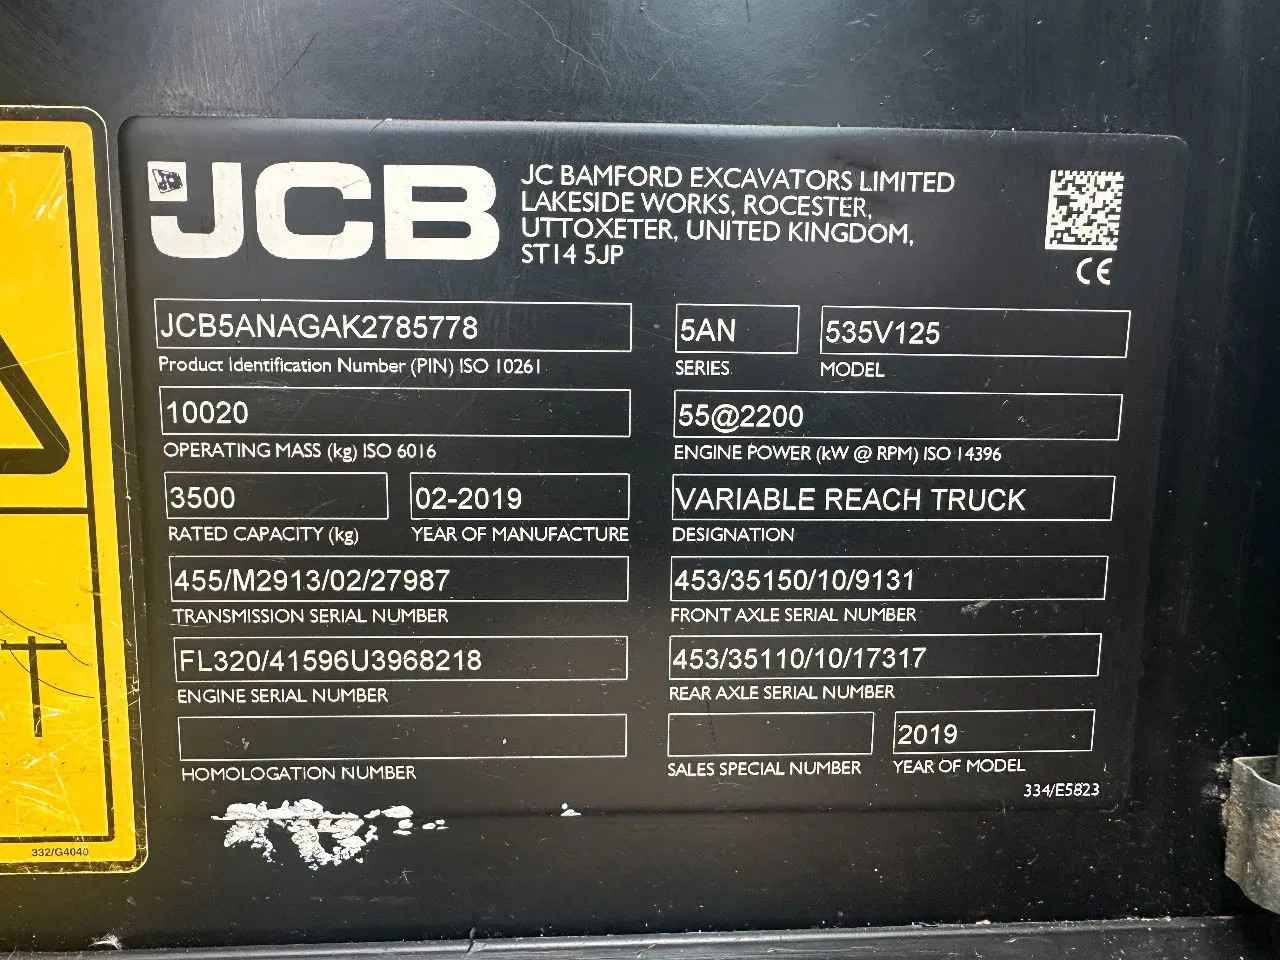 JCB
JC BAMFORD EXCAVATORS LIMITED
LAKESIDE WORKS, ROCESTER,
UTTOXETER, UNITED KINGDOM,
ST14 5JP
CE
JCB5ANAGAK2785778
Product Identification Number (PIN) ISO 10261
5AN
SERIES
535V125
MODEL
10020
OPERATING MASS (kg) ISO 6016
55@2200
ENGINE POWER (kW @ RPM) ISO 14396
3500
RATED CAPACITY (kg)
02-2019
YEAR OF MANUFACTURE
VARIABLE REACH TRUCK
DESIGNATION
455/M2913/02/27987
TRANSMISSION SERIAL NUMBER
453/35150/10/9131
FRONT AXLE SERIAL NUMBER
FL320/41596U3968218
ENGINE SERIAL NUMBER
453/35110/10/17317
REAR AXLE SERIAL NUMBER
HOMOLOGATION NUMBER
SALES SPECIAL NUMBER
2019
YEAR OF MODEL
334/E5823
332/G4040